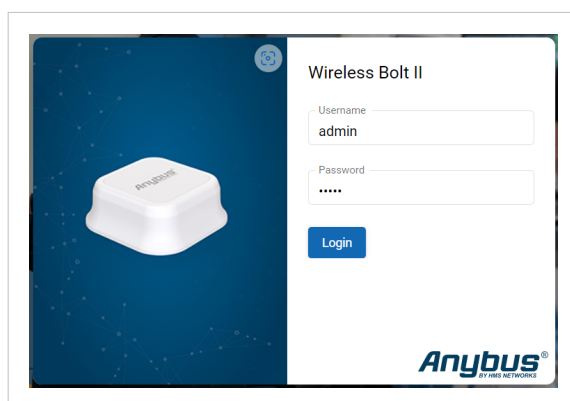 Wireless Bolt II
Username
admin
Password
•••••
Login
Anybus
Anybus®
BY HMS NETWORKS